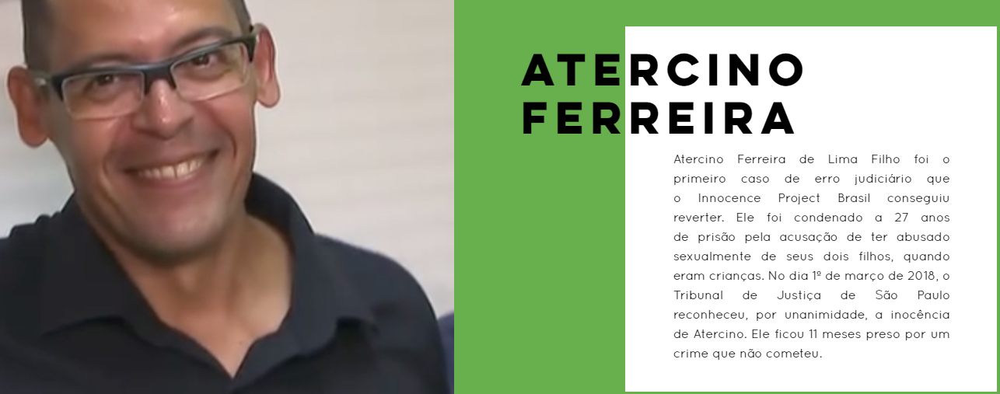 ATERCINO
FERREIRA
Atercino Ferreira de Lima Filho foi o
primeiro caso de erro judiciário que
o Innocence Project Brasil conseguiu
reverter. Ele foi condenado a 27 anos
de prisão pela acusação de ter abusado
sexualmente de seus dois filhos, quando
eram crianças. No dia 1º de março de 2018, o
Tribunal de Justiça de São Paulo
reconheceu, por unanimidade, a inocência
de Atercino. Ele ficou 11 meses preso por um
crime que não cometeu.